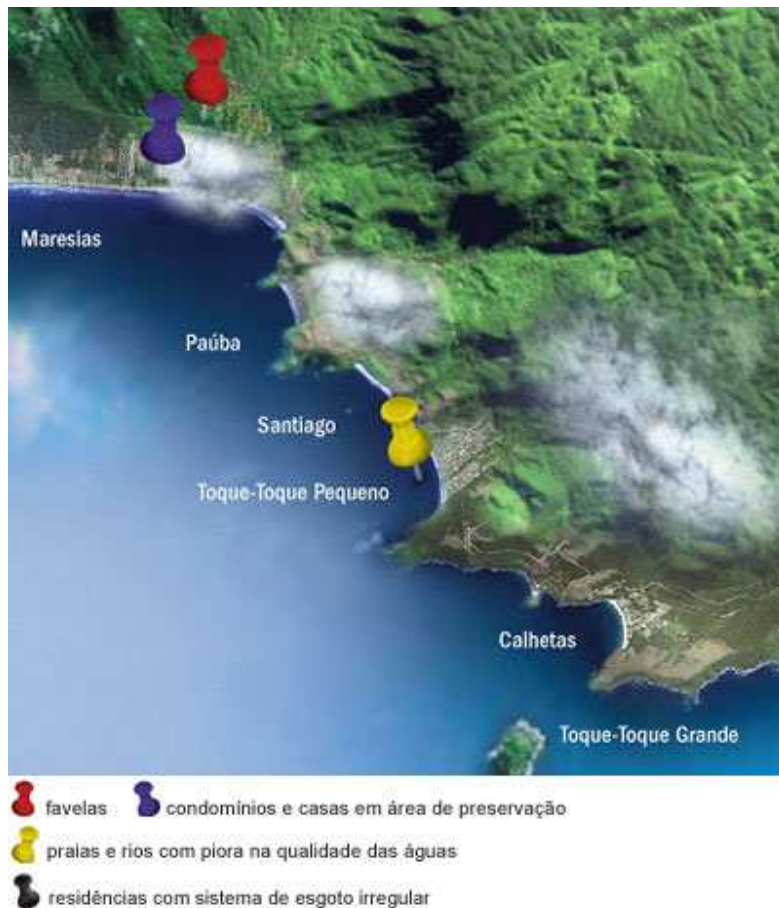 Maresias
Paúba
Santiago
Toque-Toque Pequeno
Calhetas
Toque-Toque Grande
favelas condomínios e casas em área de preservação
praias e rios com piora na qualidade das águas
residências com sistema de esgoto irregular